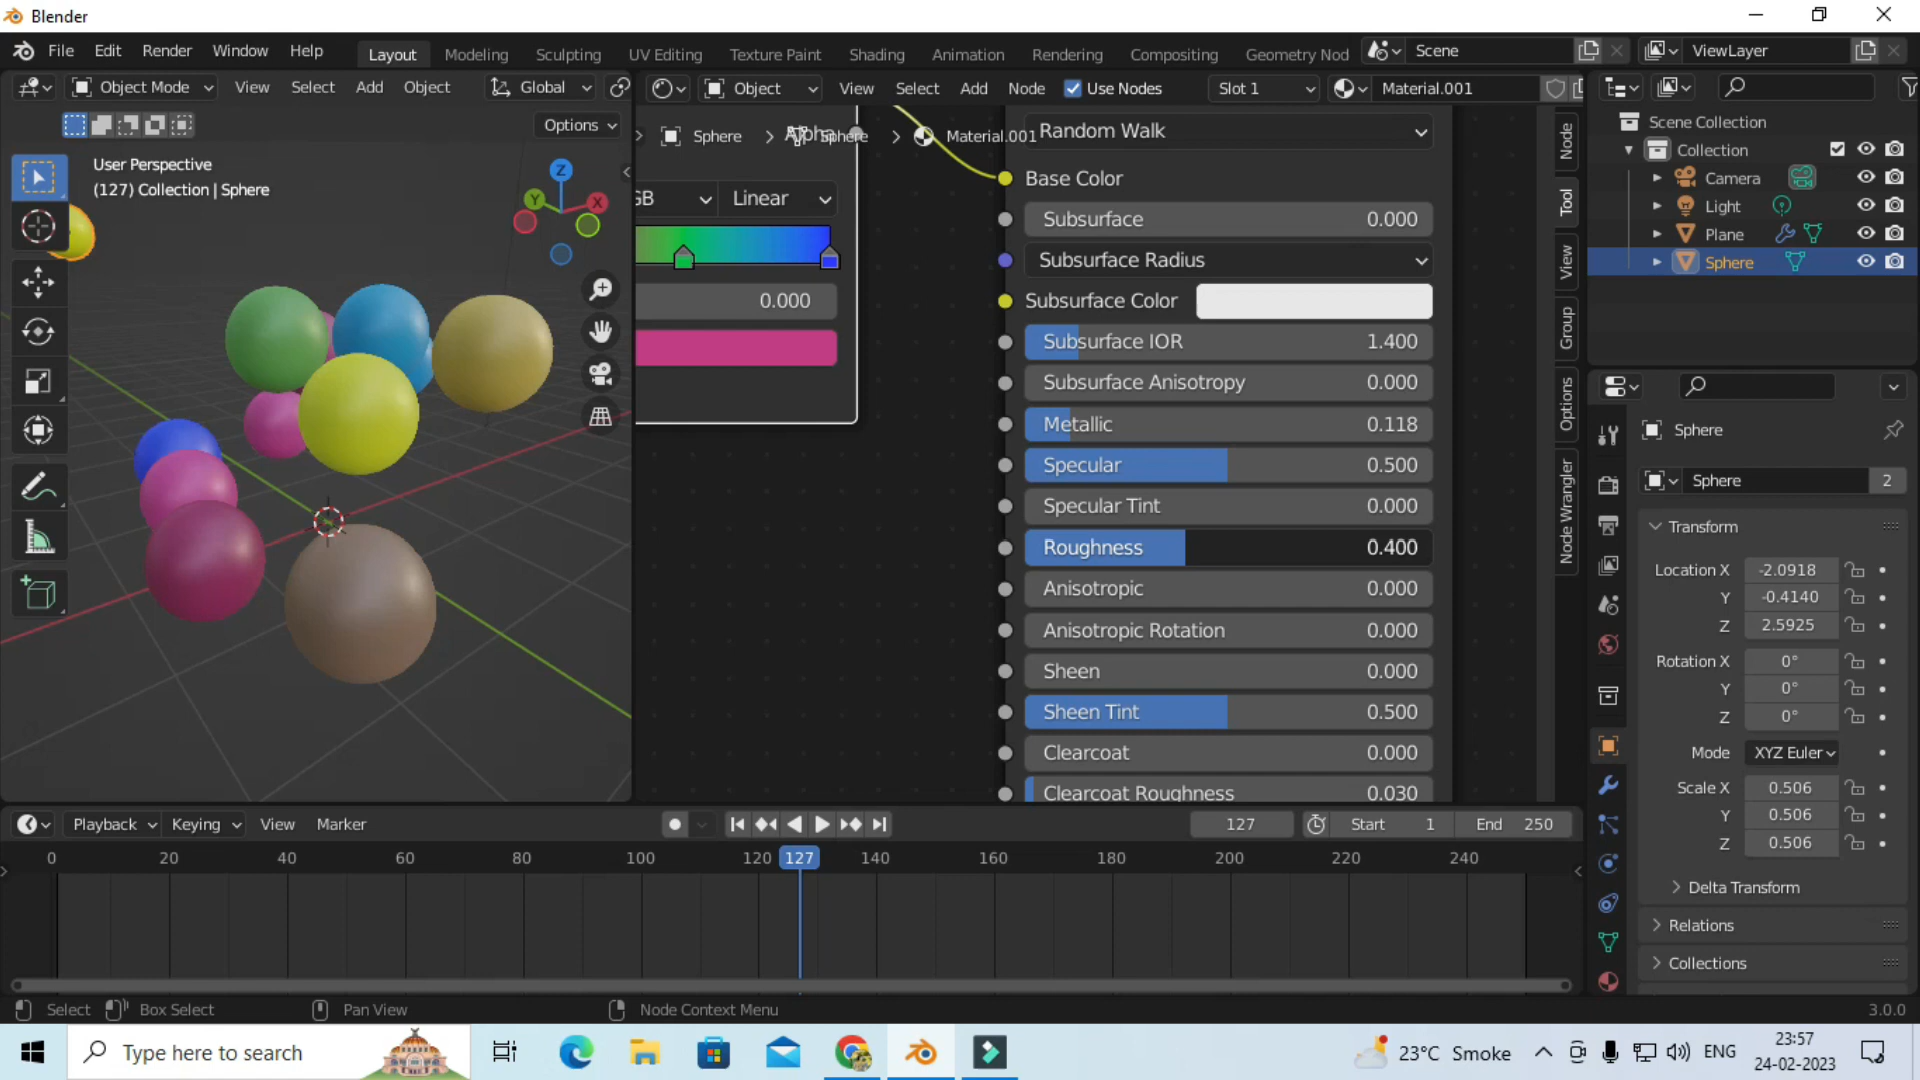 Blender
File Edit Render Window Help Layout Modeling Sculpting UV Editing Texture Paint Shading Animation Rendering Compositing Geometry Nod Scene ViewLayer
Object Mode View Select Add Object Global Object View Select Add Node Use Nodes Slot 1 Material.001
Options
Sphere Sphere Material.001
Alpha
Random Walk
User Perspective
(127) Collection | Sphere
Z
Y
X
GB Linear
0.000
Base Color
Subsurface 0.000
Subsurface Radius
Subsurface Color
Subsurface IOR 1.400
Subsurface Anisotropy 0.000
Metallic 0.118
Specular 0.500
Specular Tint 0.000
Roughness 0.400
Anisotropic 0.000
Anisotropic Rotation 0.000
Sheen 0.000
Sheen Tint 0.500
Clearcoat 0.000
Clearcoat Roughness 0.030
Node
Tool
View
Group
Options
Node Wrangler
Scene Collection
Collection
Camera
Light
Plane
Sphere
Sphere
Sphere 2
Transform
Location X -2.0918
Y -0.4140
Z 2.5925
Rotation X 0°
Y 0°
Z 0°
Mode XYZ Euler
Scale X 0.506
Y 0.506
Z 0.506
Delta Transform
Relations
Collections
Playback Keying View Marker 127 Start 1 End 250
0 20 40 60 80 100 120 127 140 160 180 200 220 240
Select Box Select Pan View Node Context Menu 3.0.0
Type here to search 23°C Smoke ENG 23:57
24-02-2023